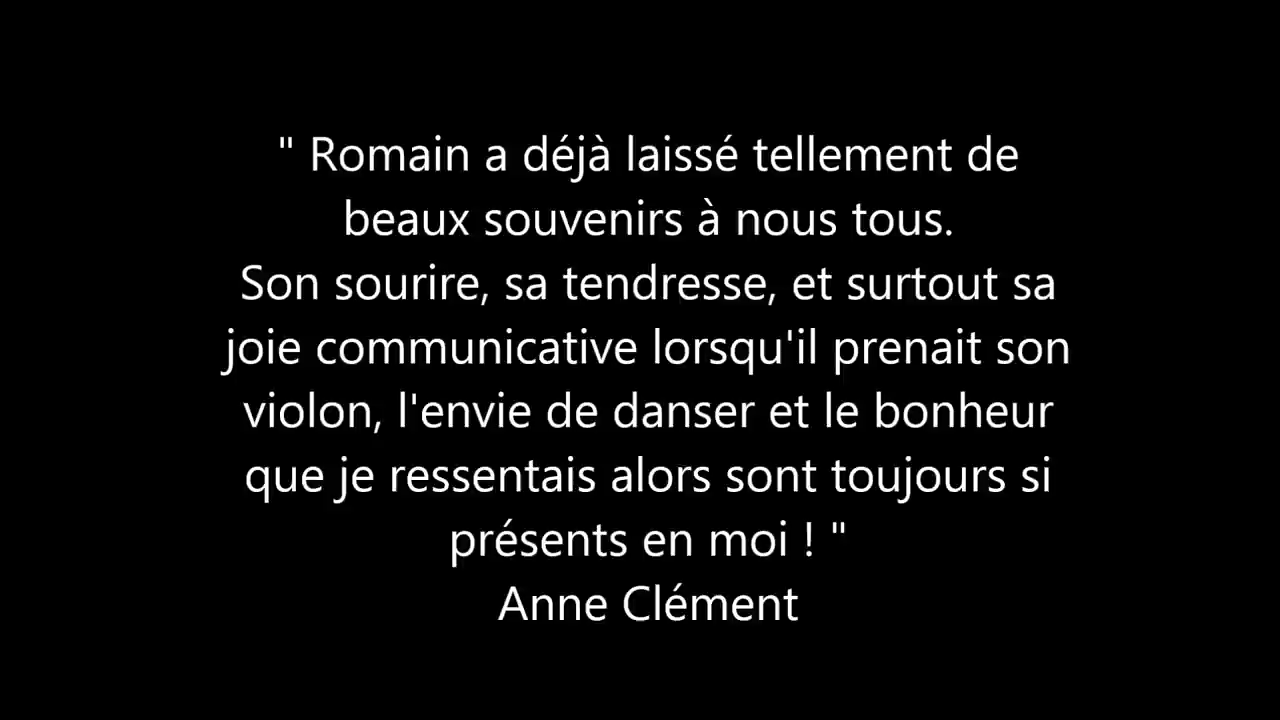 " Romain a déjà laissé tellement de
beaux souvenirs à nous tous.
Son sourire, sa tendresse, et surtout sa
joie communicative lorsqu'il prenait son
violon, l'envie de danser et le bonheur
que je ressentais alors sont toujours si
présents en moi ! "
Anne Clément